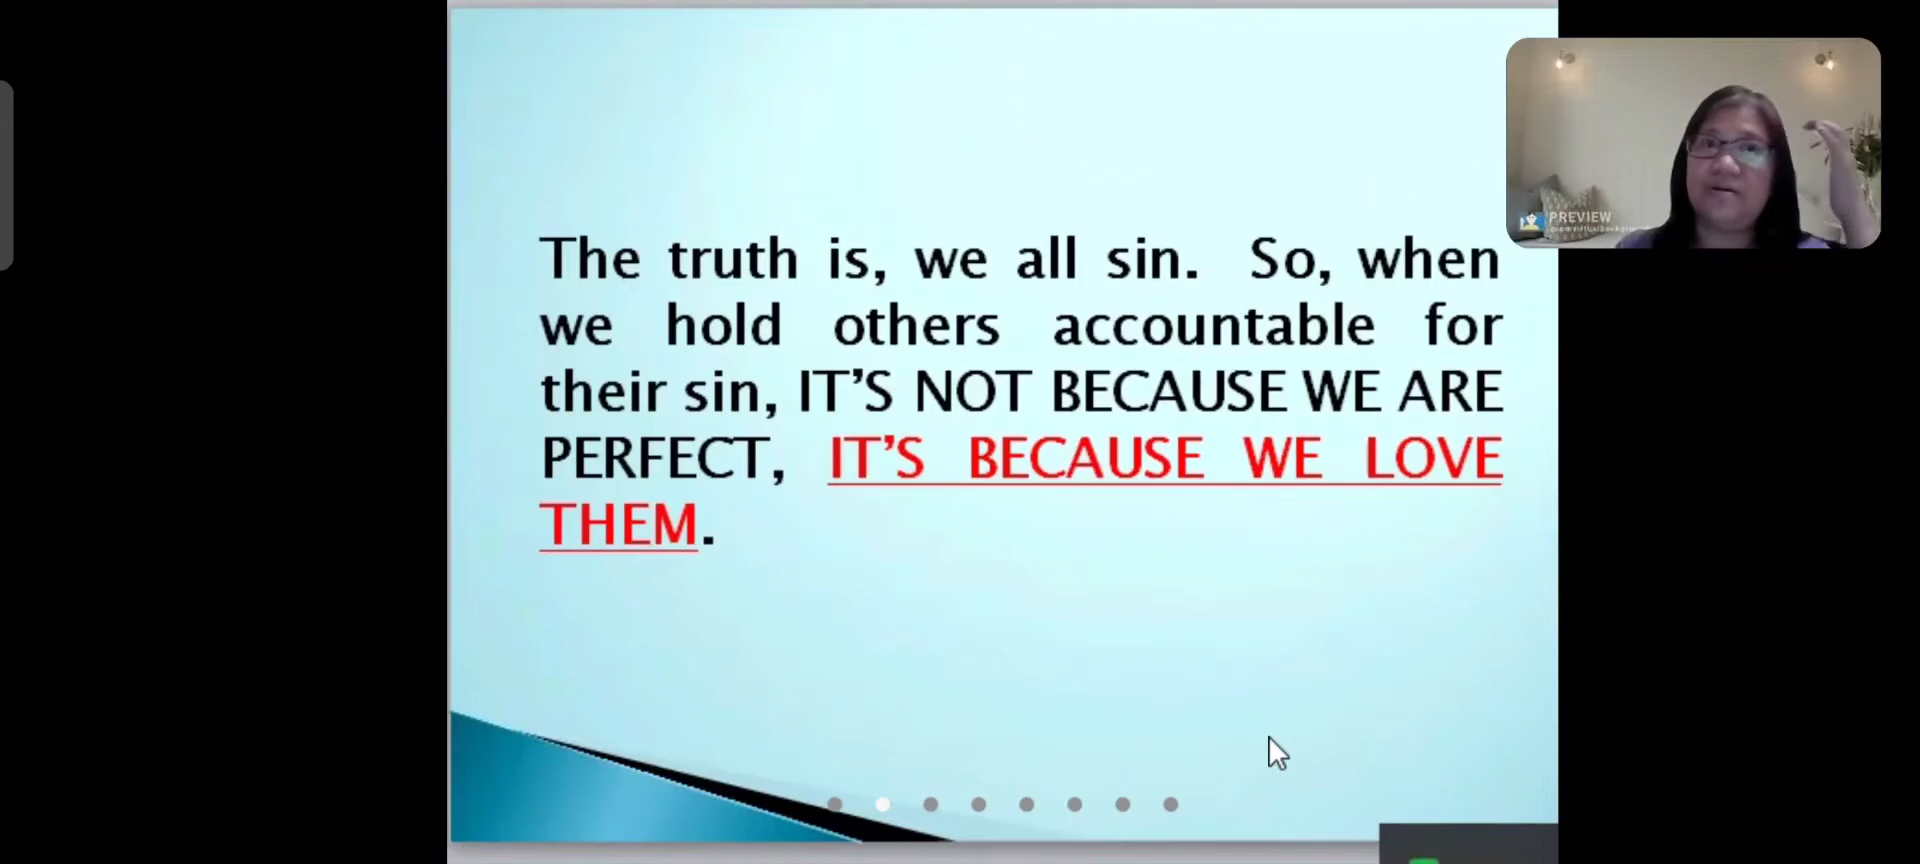 The truth is, we all sin. So, when
we hold others accountable for
their sin, IT'S NOT BECAUSE WE ARE
PERFECT, IT'S BECAUSE WE LOVE
THEM.
PREVIEW